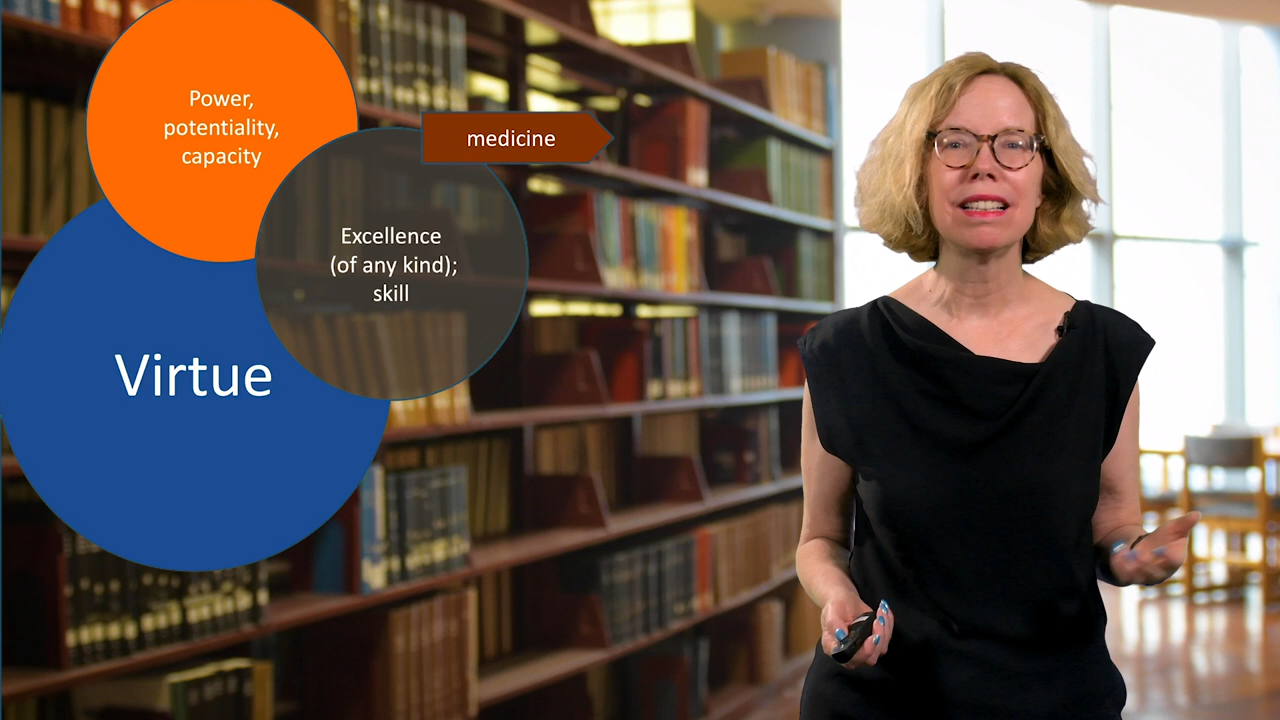 Power,
potentiality,
capacity
medicine
Excellence
(of any kind);
skill
Virtue